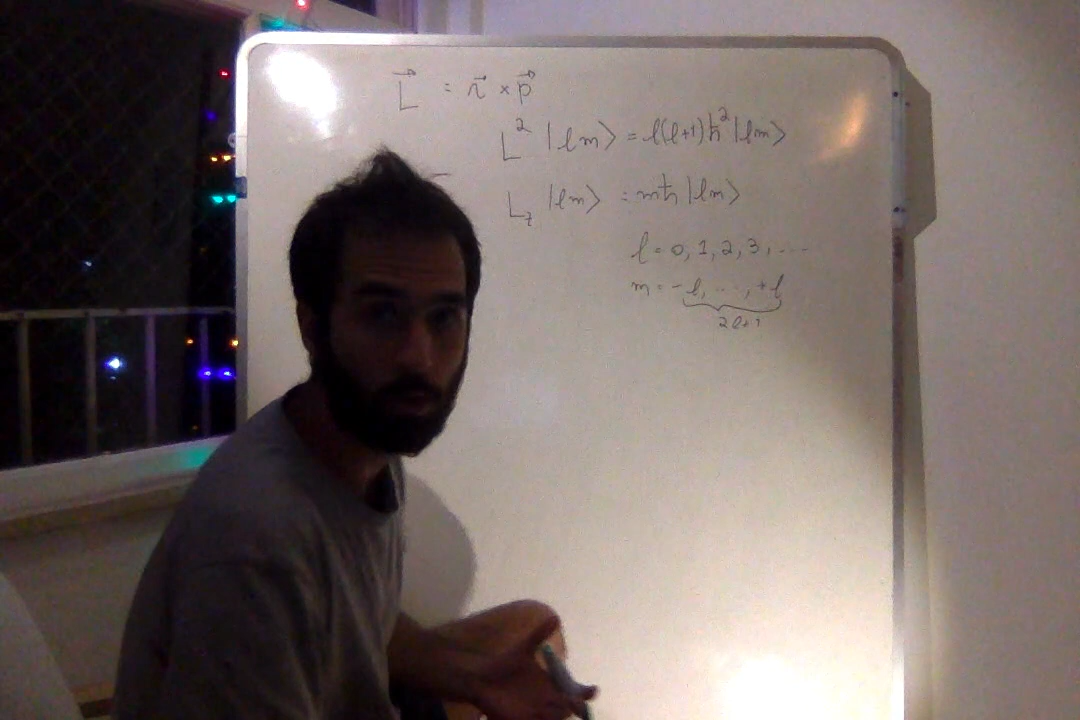 L⃗ = r⃗ × p⃗
L² |ℓm⟩ = ℓ(ℓ+1)ħ² |ℓm⟩
L_z |ℓm⟩ = mħ |ℓm⟩
ℓ = 0, 1, 2, 3, ....
m = -ℓ, ..., +ℓ
2ℓ+1